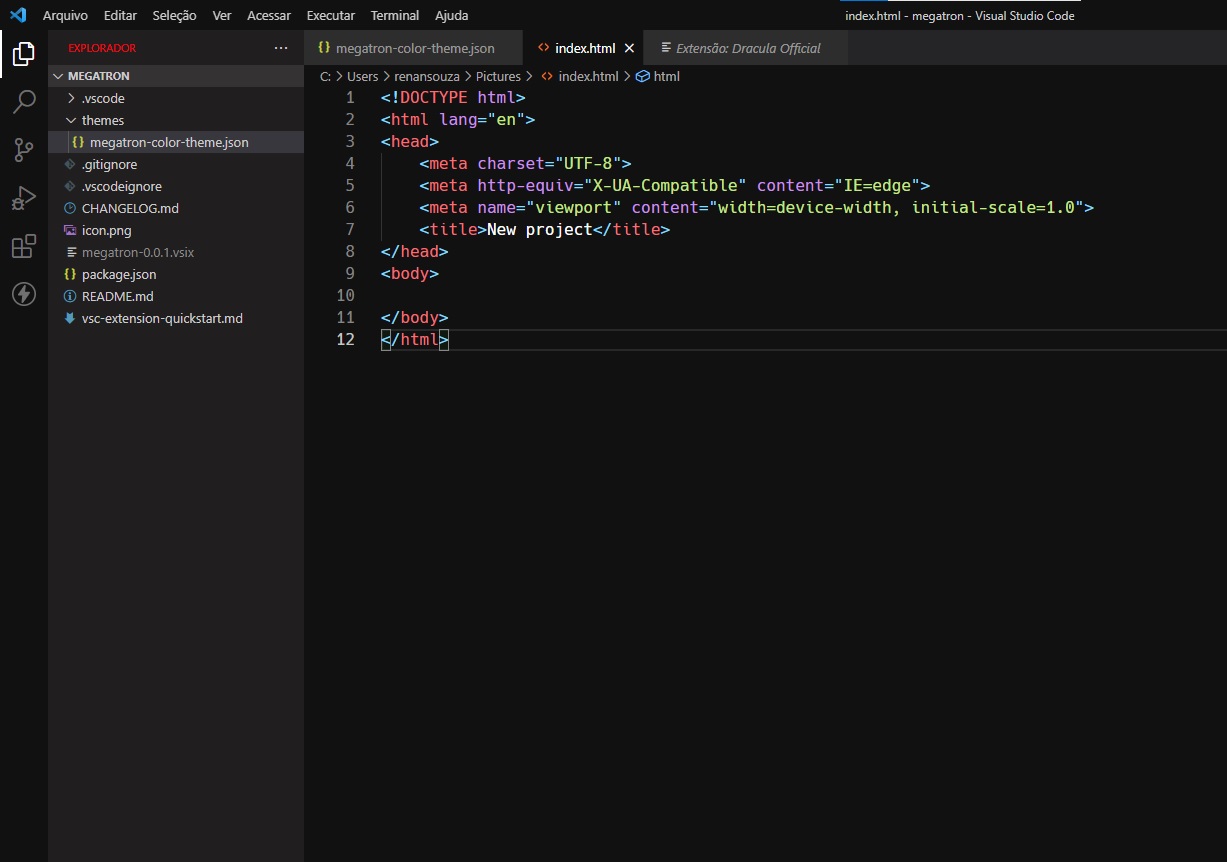 Arquivo Editar Seleção Ver Acessar Executar Terminal Ajuda index.html - megatron - Visual Studio Code
EXPLORADOR ···
MEGATRON
.vscode
themes
{} megatron-color-theme.json
.gitignore
.vscodeignore
CHANGELOG.md
icon.png
megatron-0.0.1.vsix
{} package.json
README.md
vsc-extension-quickstart.md
{} megatron-color-theme.json <> index.html × Extensão: Dracula Official
C: > Users > renansouza > Pictures > <> index.html > html
1 <!DOCTYPE html>
2 <html lang="en">
3 <head>
4     <meta charset="UTF-8">
5     <meta http-equiv="X-UA-Compatible" content="IE=edge">
6     <meta name="viewport" content="width=device-width, initial-scale=1.0">
7     <title>New project</title>
8 </head>
9 <body>
10
11 </body>
12 </html>